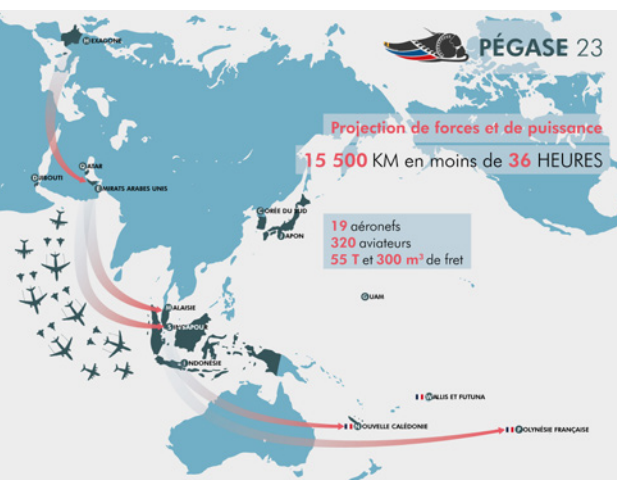 HEXAGONE
PÉGASE 23
Projection de forces et de puissance
15 500 KM en moins de 36 HEURES
QATAR
DJIBOUTI
EMIRATS ARABES UNIS
CORÉE DU SUD
JAPON
19 aéronefs
320 aviateurs
55 T et 300 m³ de fret
GUAM
MALAISIE
SINGAPOUR
INDONÉSIE
WALLIS ET FUTUNA
NOUVELLE CALÉDONIE
POLYNÉSIE FRANÇAISE